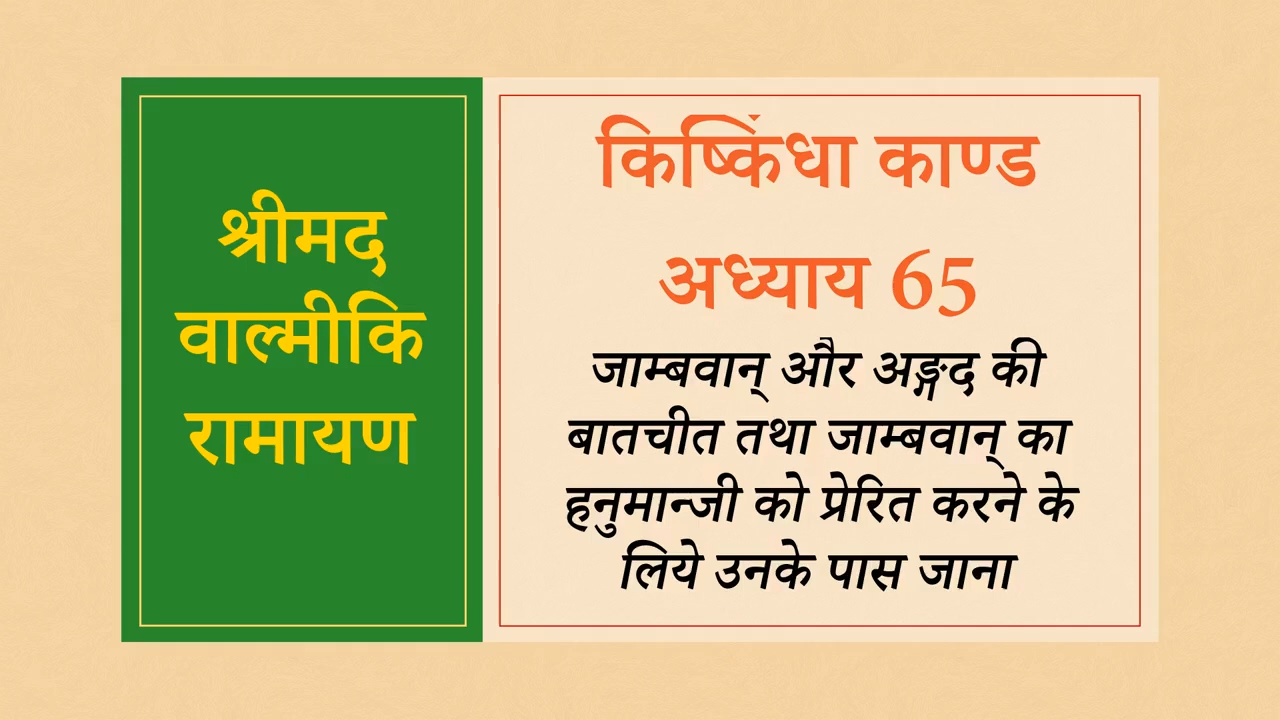 श्रीमद
वाल्मीकि
रामायण
किष्किंधा काण्ड
अध्याय 65
जाम्बवान् और अङ्गद की
बातचीत तथा जाम्बवान् का
हनुमान्जी को प्रेरित करने के
लिये उनके पास जाना